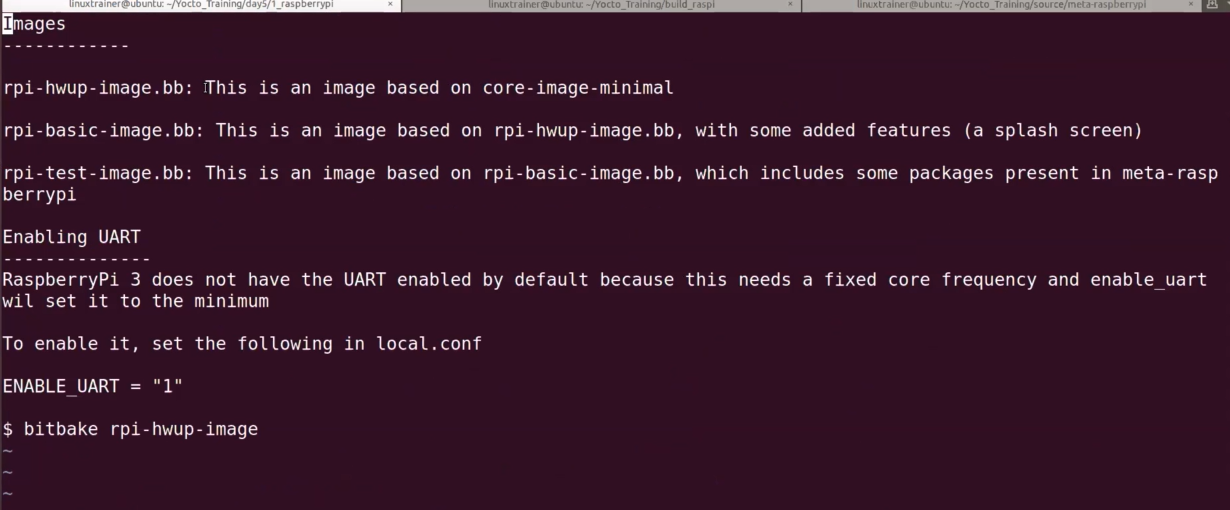 linuxtrainer@ubuntu: ~/Yocto_Training/day5/1_raspberrypi × linuxtrainer@ubuntu: ~/Yocto_Training/build_raspi × linuxtrainer@ubuntu: ~/Yocto_Training/source/meta-raspberrypi ×
Images
------------
rpi-hwup-image.bb: This is an image based on core-image-minimal
rpi-basic-image.bb: This is an image based on rpi-hwup-image.bb, with some added features (a splash screen)
rpi-test-image.bb: This is an image based on rpi-basic-image.bb, which includes some packages present in meta-rasp
berrypi
Enabling UART
--------------
RaspberryPi 3 does not have the UART enabled by default because this needs a fixed core frequency and enable_uart
wil set it to the minimum
To enable it, set the following in local.conf
ENABLE_UART = "1"
$ bitbake rpi-hwup-image
~
~
~